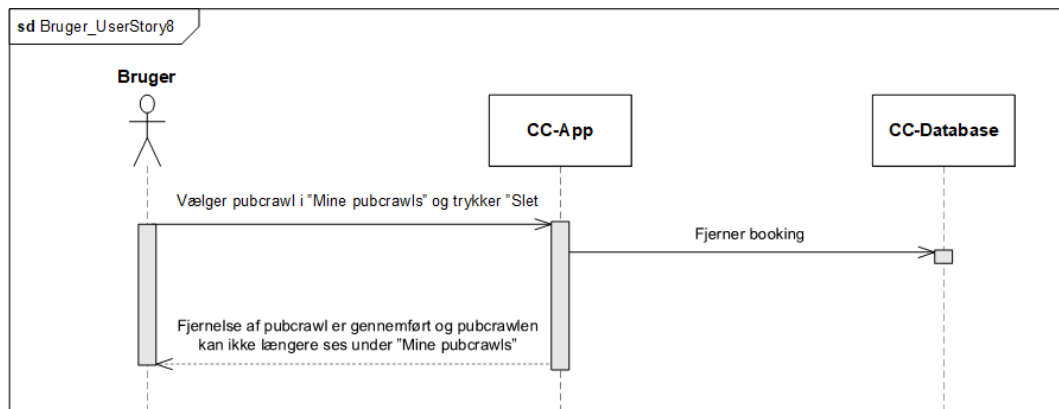 sd Bruger_UserStory8
Bruger
CC-App
CC-Database
Vælger pubcrawl i ”Mine pubcrawls” og trykker ”Slet
Fjerner booking
Fjernelse af pubcrawl er gennemført og pubcrawlen
kan ikke længere ses under ”Mine pubcrawls”